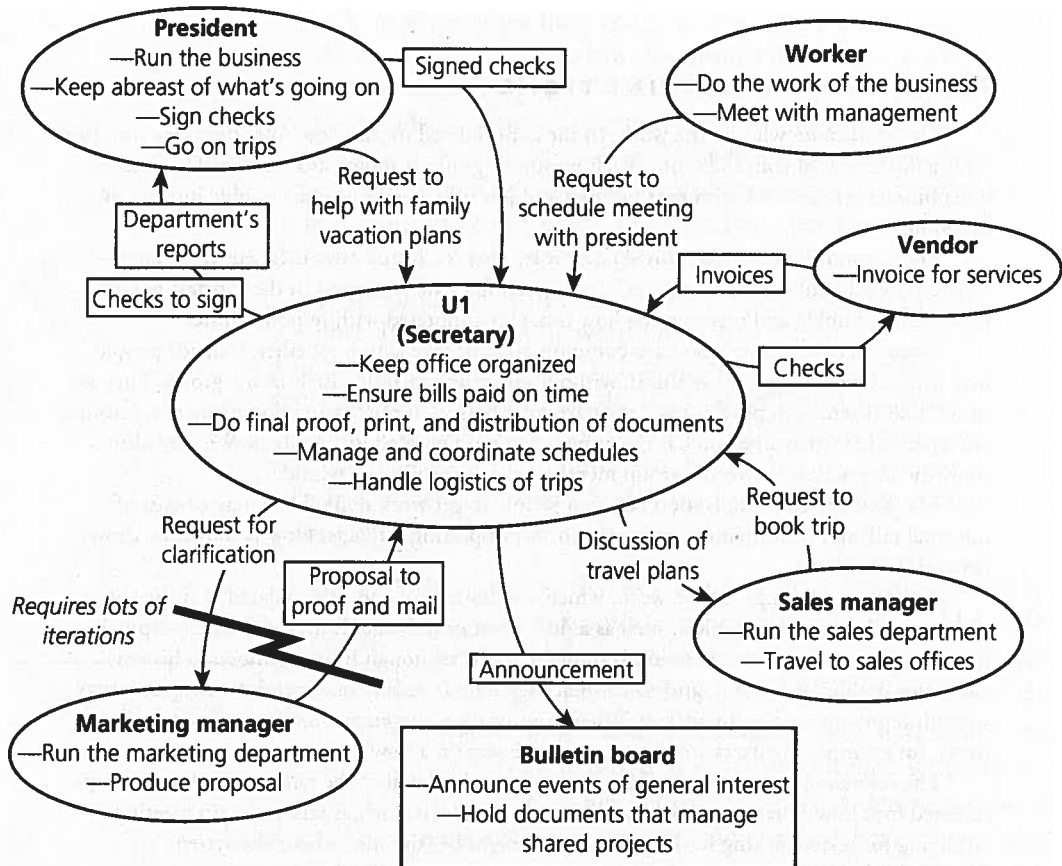 President
—Run the business
—Keep abreast of what's going on
—Sign checks
—Go on trips
Signed checks
Worker
—Do the work of the business
—Meet with management
Department's
reports
Checks to sign
Request to
help with family
vacation plans
Request to
schedule meeting
with president
Invoices
Vendor
—Invoice for services
Checks
U1
(Secretary)
—Keep office organized
—Ensure bills paid on time
—Do final proof, print, and distribution of documents
—Manage and coordinate schedules
—Handle logistics of trips
Request for
clarification
Proposal to
proof and mail
Requires lots of
iterations
Discussion of
travel plans
Request to
book trip
Announcement
Sales manager
—Run the sales department
—Travel to sales offices
Marketing manager
—Run the marketing department
—Produce proposal
Bulletin board
—Announce events of general interest
—Hold documents that manage
shared projects